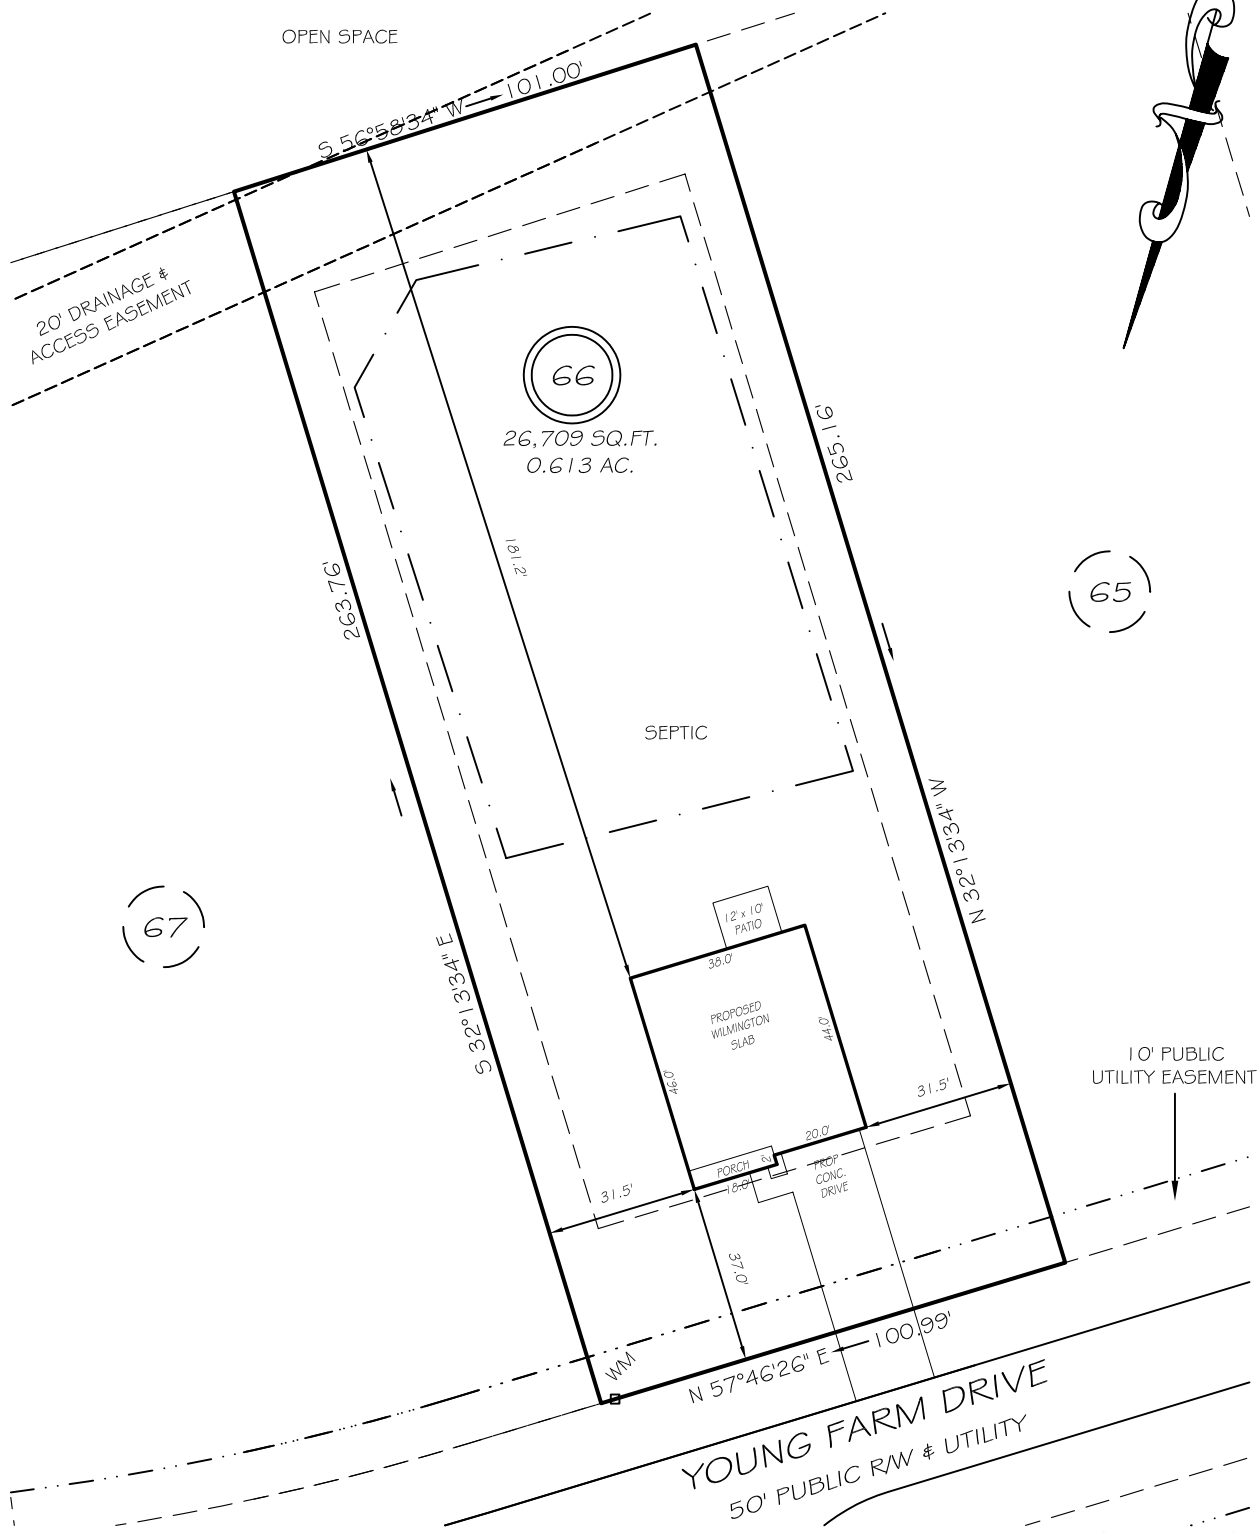 OPEN SPACE
S 56°58'34" W
101.00'
20' DRAINAGE &
ACCESS EASEMENT
66
26,709 SQ.FT.
0.613 AC.
265.16'
181.2'
263.76'
65
SEPTIC
N 32°13'34" W
67
12' x 10'
PATIO
38.0'
S 32°13'34" E
PROPOSED
WILMINGTON
SLAB
44.0'
46.0'
10' PUBLIC
UTILITY EASEMENT
31.5'
20.0'
PORCH
2'
18.0'
PROP
CONC.
DRIVE
31.5'
37.0'
WM
N 57°46'26" E
100.99'
YOUNG FARM DRIVE
50' PUBLIC R/W & UTILITY